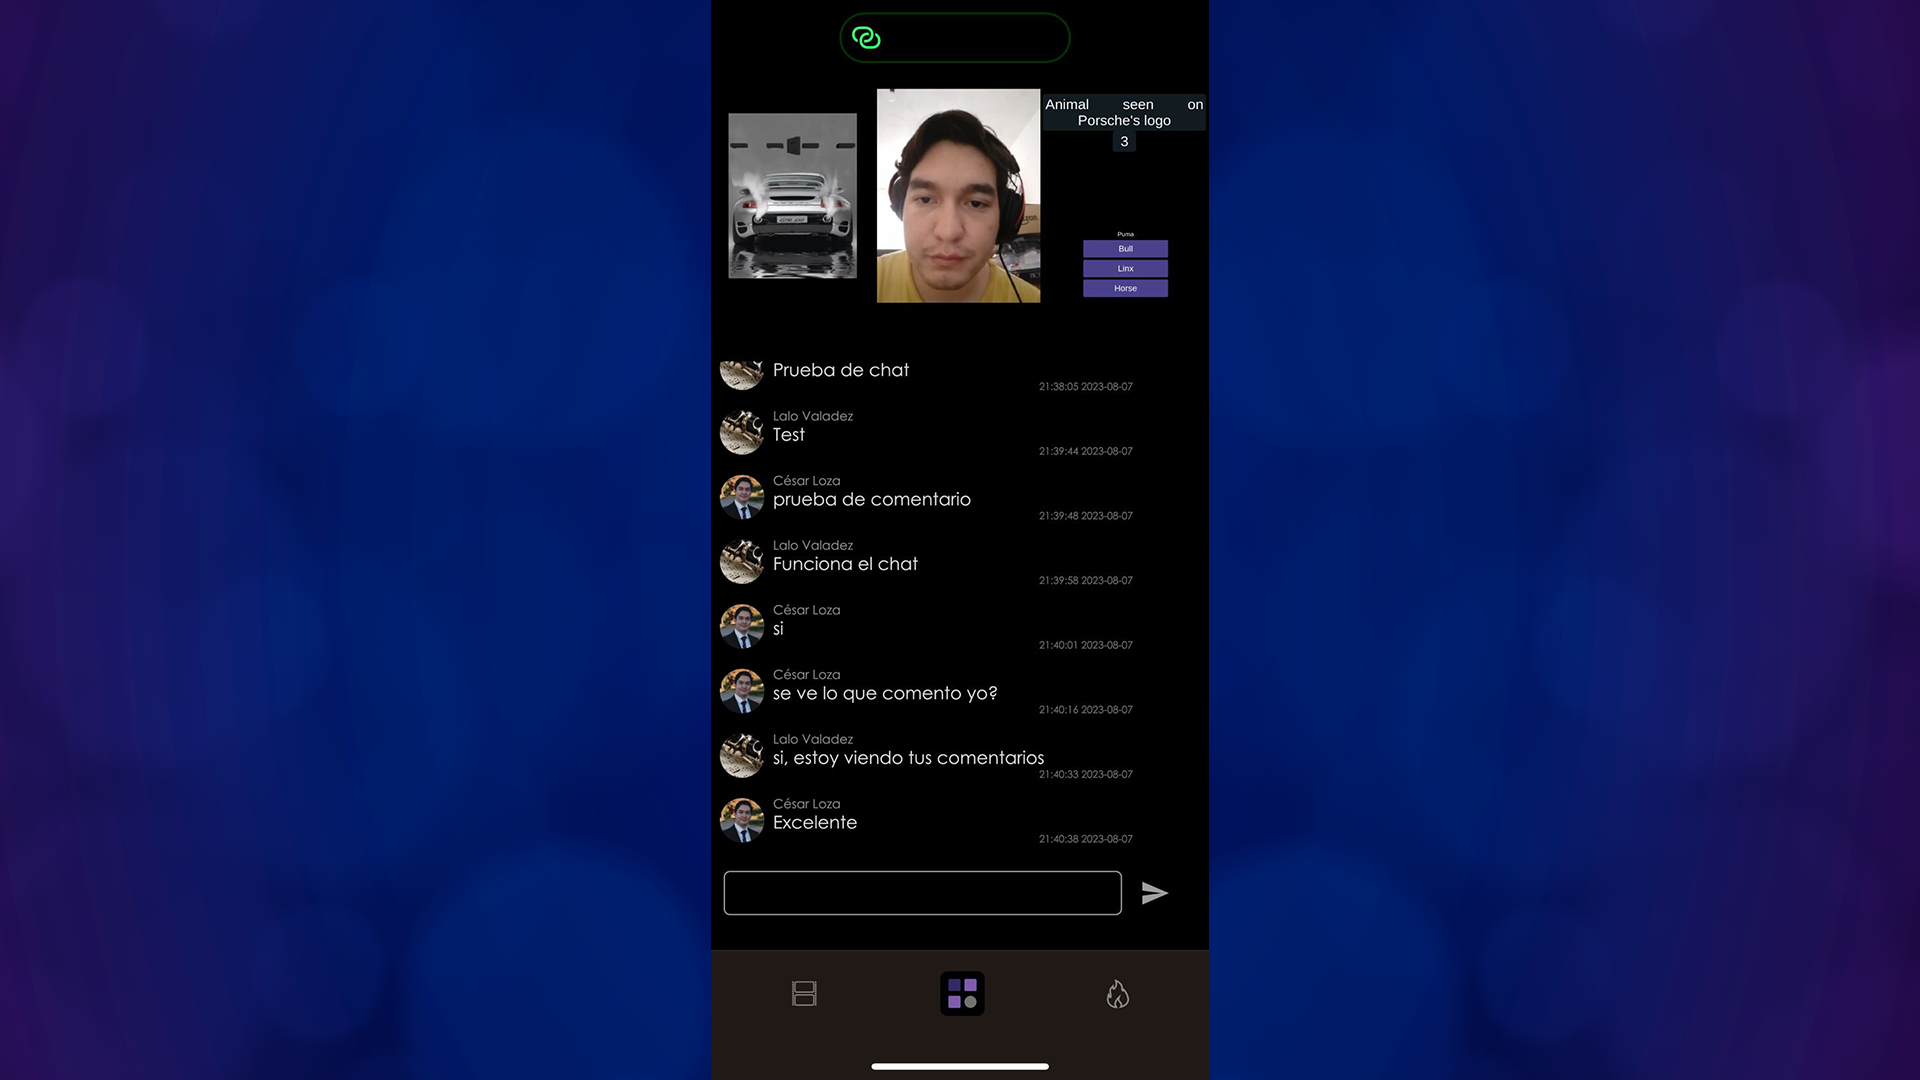 Animal seen on
Porsche's logo
3
Puma
Bull
Linx
Horse
Prueba de chat
21:38:05 2023-08-07
Lalo Valadez
Test
21:39:44 2023-08-07
César Loza
prueba de comentario
21:39:48 2023-08-07
Lalo Valadez
Funciona el chat
21:39:58 2023-08-07
César Loza
si
21:40:01 2023-08-07
César Loza
se ve lo que comento yo?
21:40:16 2023-08-07
Lalo Valadez
si, estoy viendo tus comentarios
21:40:33 2023-08-07
César Loza
Excelente
21:40:38 2023-08-07